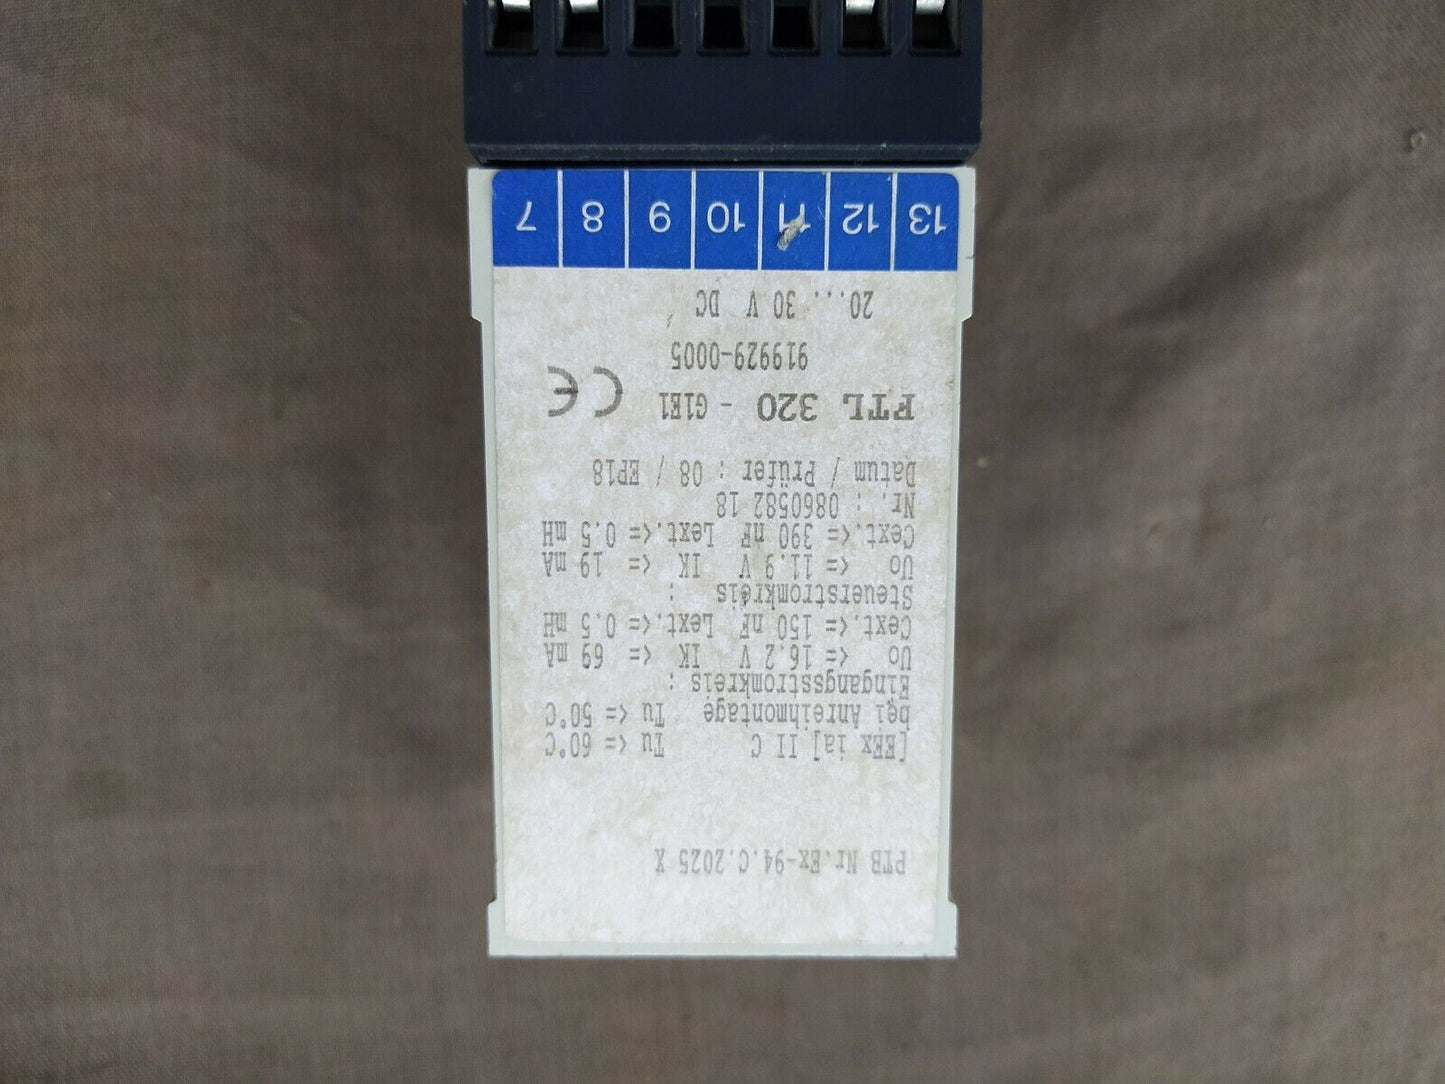 PTB Nr.Ex-94.C.2025 X
[EEx ia] II C Tu <= 60°C
bei Anreihmontage Tu <= 50°C
Eingangsstromkreis :
Uo <= 16.2 V IK <= 69 mA
Cext.<= 150 nF Lext.<= 0.5 mH
Steuerstromkreis :
Uo <= 11.9 V IK <= 19 mA
Cext.<= 390 nF Lext.<= 0.5 mH
Nr. : 0860582 18
Datum / Prüfer : 08 / EP18
FTL 320 - G1E1 CE
919929-0005
20... 30 V DC
13 12 11 10 9 8 7